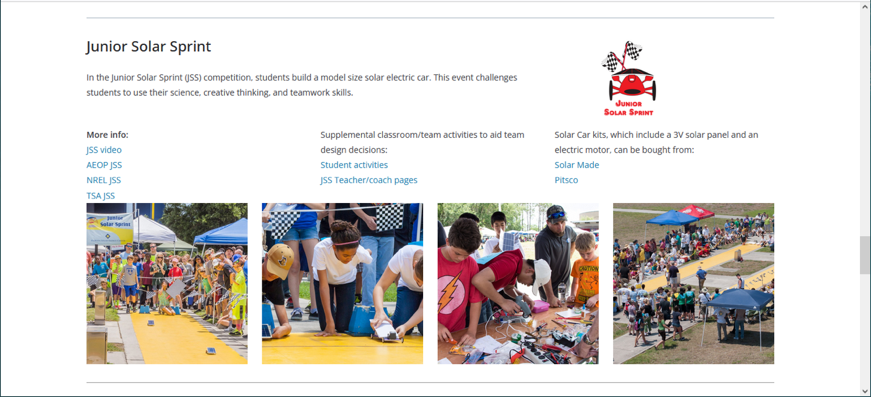 Junior Solar Sprint
JUNIOR
SOLAR SPRINT
In the Junior Solar Sprint (JSS) competition, students build a model size solar electric car. This event challenges
students to use their science, creative thinking, and teamwork skills.
More info:
JSS video
AEOP JSS
NREL JSS
TSA JSS
Supplemental classroom/team activities to aid team
design decisions:
Student activities
JSS Teacher/coach pages
Solar Car kits, which include a 3V solar panel and an
electric motor, can be bought from:
Solar Made
Pitsco
Junior
Solar Sprint